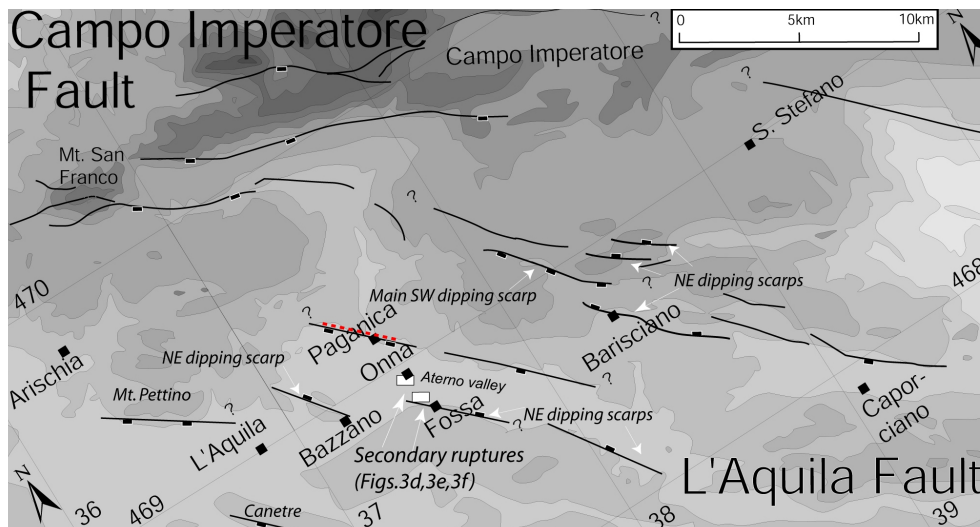 Campo Imperatore
Fault
Campo Imperatore
?
0 5km 10km
N
?
S. Stefano
Mt. San
Franco
?
470
468
Main SW dipping scarp
NE dipping scarps
?
Paganica
Barisciano
Arischia
NE dipping scarp
Onna
Aterno valley
?
Mt. Pettino
?
Fossa
NE dipping scarps
Capor-
ciano
L'Aquila
Bazzano
?
Secondary ruptures
(Figs.3d,3e,3f)
L'Aquila Fault
N
36
469
Canetre
37
38
39